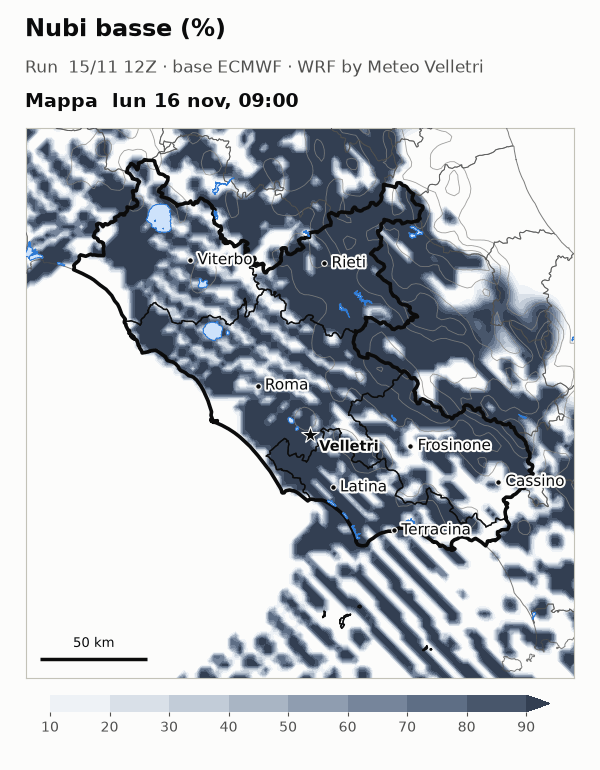 Nubi basse (%)
Run  15/11 12Z · base ECMWF · WRF by Meteo Velletri
Mappa  lun 16 nov, 09:00
Viterbo
Rieti
Roma
Velletri
Frosinone
Cassino
Latina
Terracina
50 km
10 20 30 40 50 60 70 80 90